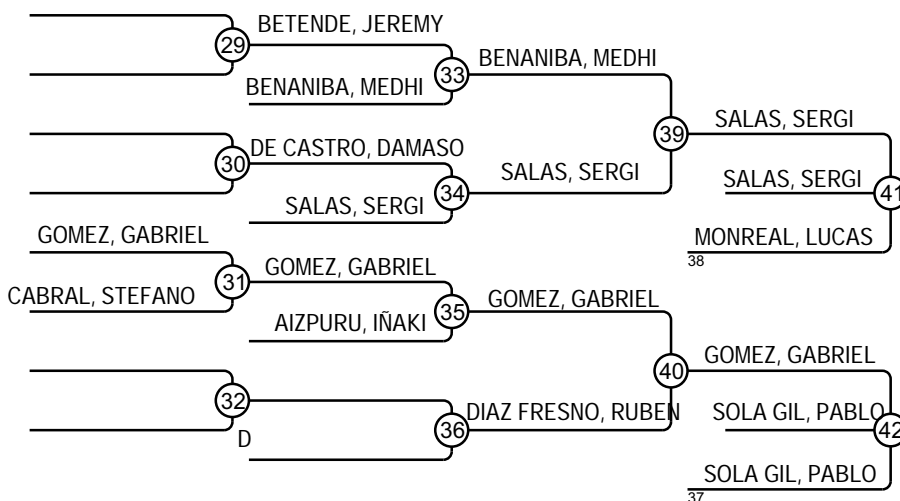 BETENDE, JEREMY
29
BENANIBA, MEDHI
33
BENANIBA, MEDHI
SALAS, SERGI
39
DE CASTRO, DAMASO
30
SALAS, SERGI
34
SALAS, SERGI
41
SALAS, SERGI
GOMEZ, GABRIEL
MONREAL, LUCAS
38
31
GOMEZ, GABRIEL
CABRAL, STEFANO
GOMEZ, GABRIEL
35
AIZPURU, IÑAKI
GOMEZ, GABRIEL
40
32
DIAZ FRESNO, RUBEN
SOLA GIL, PABLO
42
36
D
SOLA GIL, PABLO
37